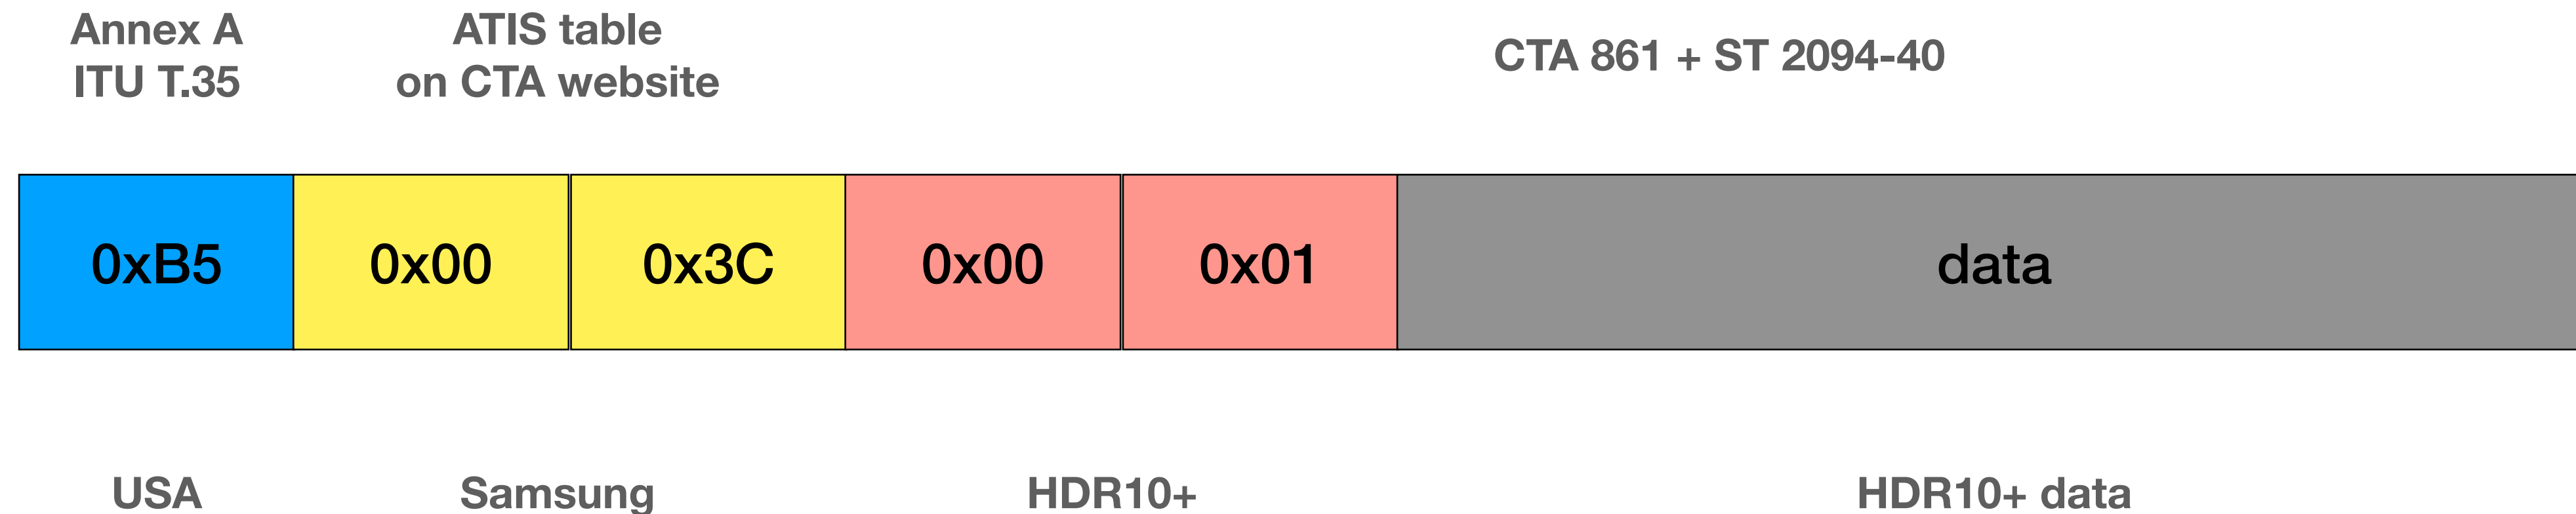 Annex A
ITU T.35
ATIS table
on CTA website
CTA 861 + ST 2094-40
0xB5
0x00
0x3C
0x00
0x01
data
USA
Samsung
HDR10+
HDR10+ data